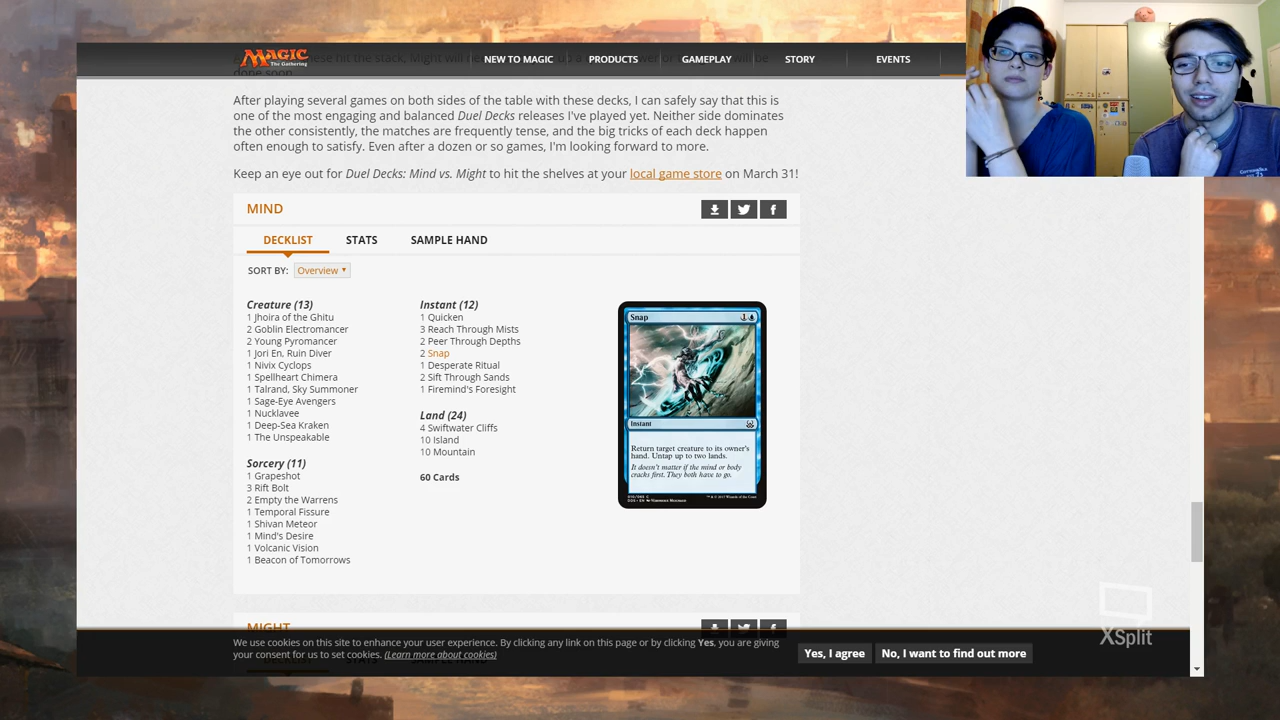 MAGIC
The Gathering
NEW TO MAGIC
PRODUCTS
GAMEPLAY
STORY
EVENTS
done soon.
After playing several games on both sides of the table with these decks, I can safely say that this is
one of the most engaging and balanced Duel Decks releases I've played yet. Neither side dominates
the other consistently, the matches are frequently tense, and the big tricks of each deck happen
often enough to satisfy. Even after a dozen or so games, I'm looking forward to more.
Keep an eye out for Duel Decks: Mind vs. Might to hit the shelves at your local game store on March 31!
MIND
DECKLIST
STATS
SAMPLE HAND
SORT BY: Overview
Creature (13)
1 Jhoira of the Ghitu
2 Goblin Electromancer
2 Young Pyromancer
1 Jori En, Ruin Diver
1 Nivix Cyclops
1 Spellheart Chimera
1 Talrand, Sky Summoner
1 Sage-Eye Avengers
1 Nucklavee
1 Deep-Sea Kraken
1 The Unspeakable
Sorcery (11)
1 Grapeshot
3 Rift Bolt
2 Empty the Warrens
1 Temporal Fissure
1 Shivan Meteor
1 Mind's Desire
1 Volcanic Vision
1 Beacon of Tomorrows
Instant (12)
1 Quicken
3 Reach Through Mists
2 Peer Through Depths
2 Snap
1 Desperate Ritual
2 Sift Through Sands
1 Firemind's Foresight
Land (24)
4 Swiftwater Cliffs
10 Island
10 Mountain
60 Cards
Snap 1
Instant
Return target creature to its owner's
hand. Untap up to two lands.
It doesn't matter if the mind or body
cracks first. They both have to go.
MIGHT
We use cookies on this site to enhance your user experience. By clicking any link on this page or by clicking Yes, you are giving
your consent for us to set cookies. (Learn more about cookies)
Yes, I agree
No, I want to find out more
XSplit